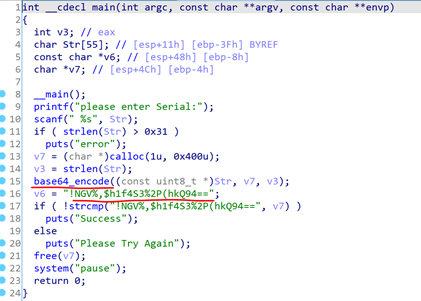 1 int __cdecl main(int argc, const char **argv, const char **envp)
2 {
3 int v3; // eax
4 char Str[55]; // [esp+11h] [ebp-3Fh] BYREF
5 const char *v6; // [esp+48h] [ebp-8h]
6 char *v7; // [esp+4Ch] [ebp-4h]
7
8 __main();
9 printf("please enter Serial:");
10 scanf(" %s", Str);
11 if ( strlen(Str) > 0x31 )
12 puts("error");
13 v7 = (char *)calloc(1u, 0x400u);
14 v3 = strlen(Str);
15 base64_encode((const uint8_t *)Str, v7, v3);
16 v6 = "!NGV%,$h1f4S3%2P(hkQ94==";
17 if ( !strcmp("!NGV%,$h1f4S3%2P(hkQ94==", v7) )
18 puts("Success");
19 else
20 puts("Please Try Again");
21 free(v7);
22 system("pause");
23 return 0;
24 }